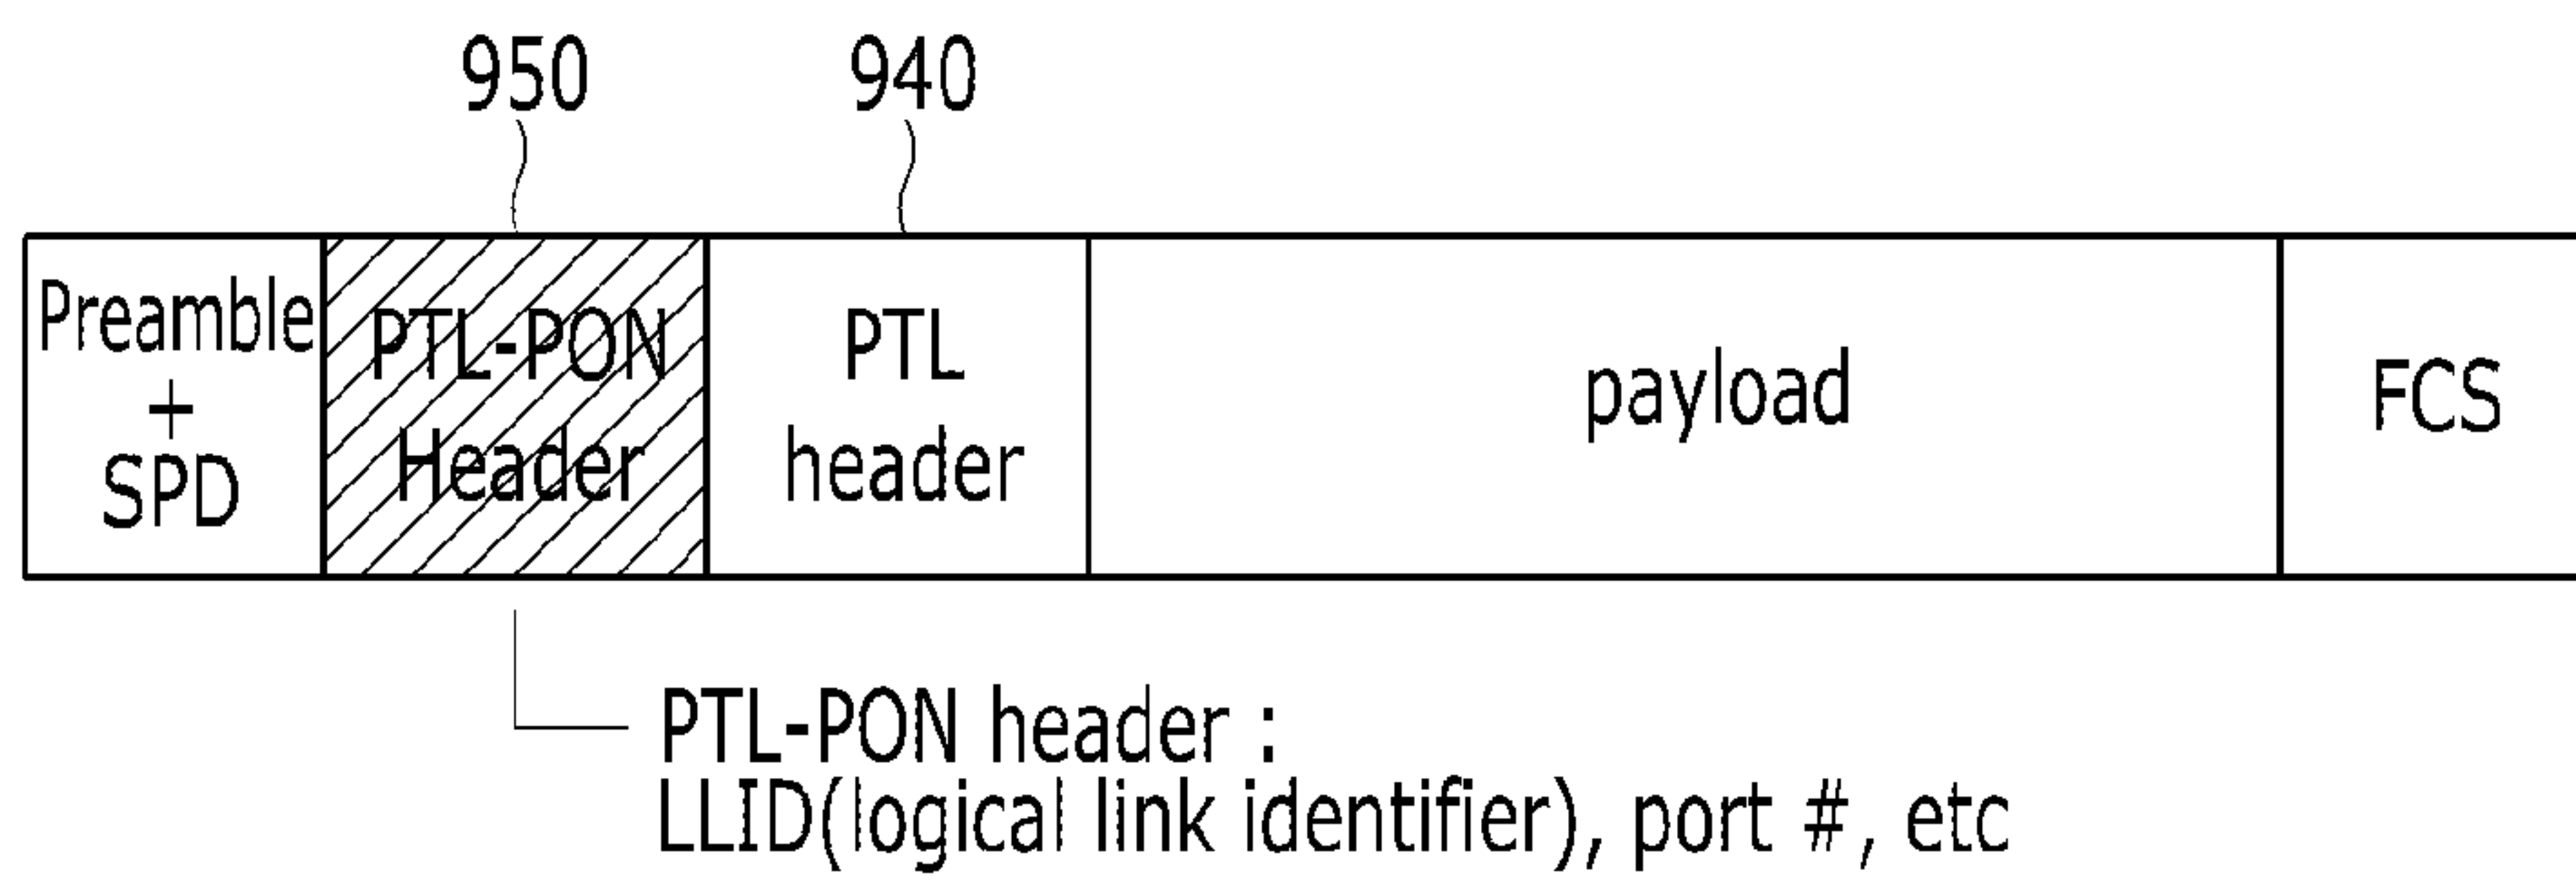 950
940
Preamble
+
SPD
PTL-PON
Header
PTL
header
payload
FCS
PTL-PON header :
LLID(logical link identifier), port #, etc